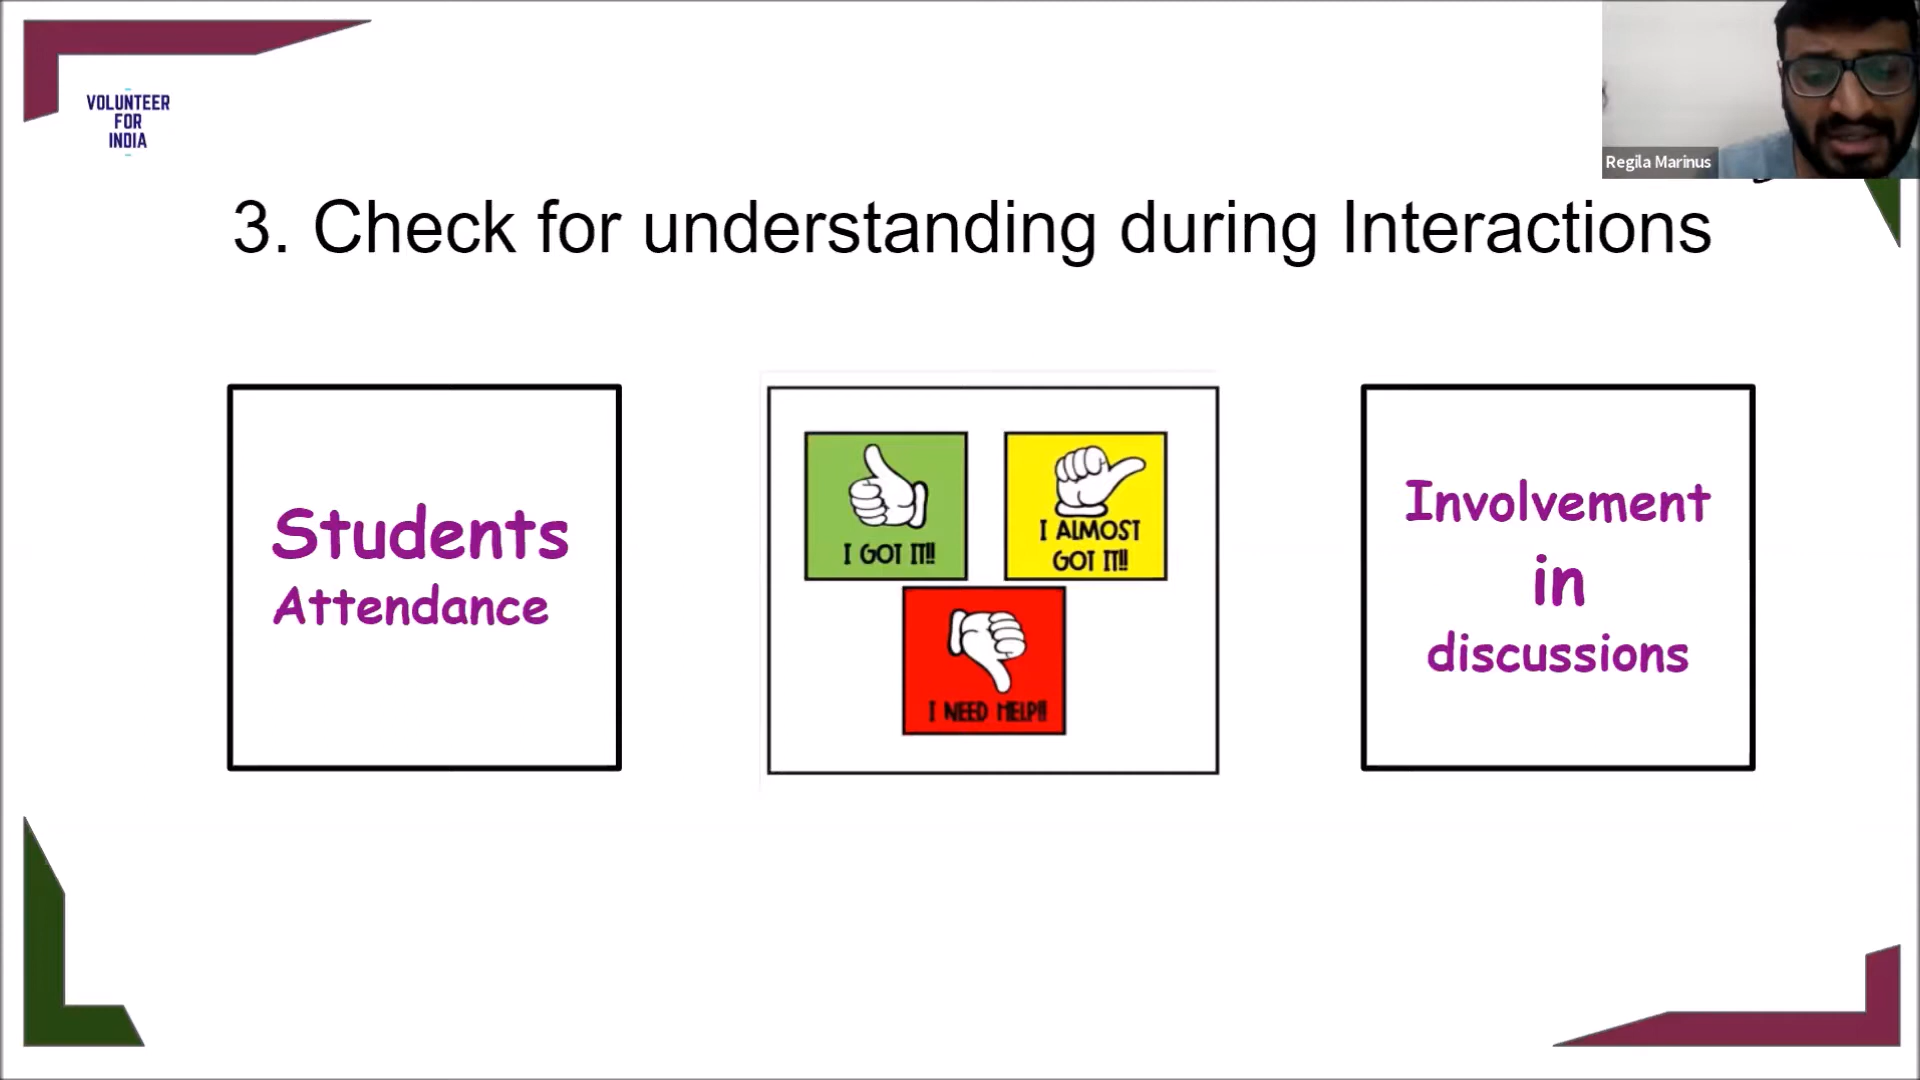 VOLUNTEER
FOR
INDIA
Regila Marinus
3. Check for understanding during Interactions
Students
Attendance
I GOT IT!!
I ALMOST
GOT IT!!
I NEED HELP!!
Involvement
in
discussions